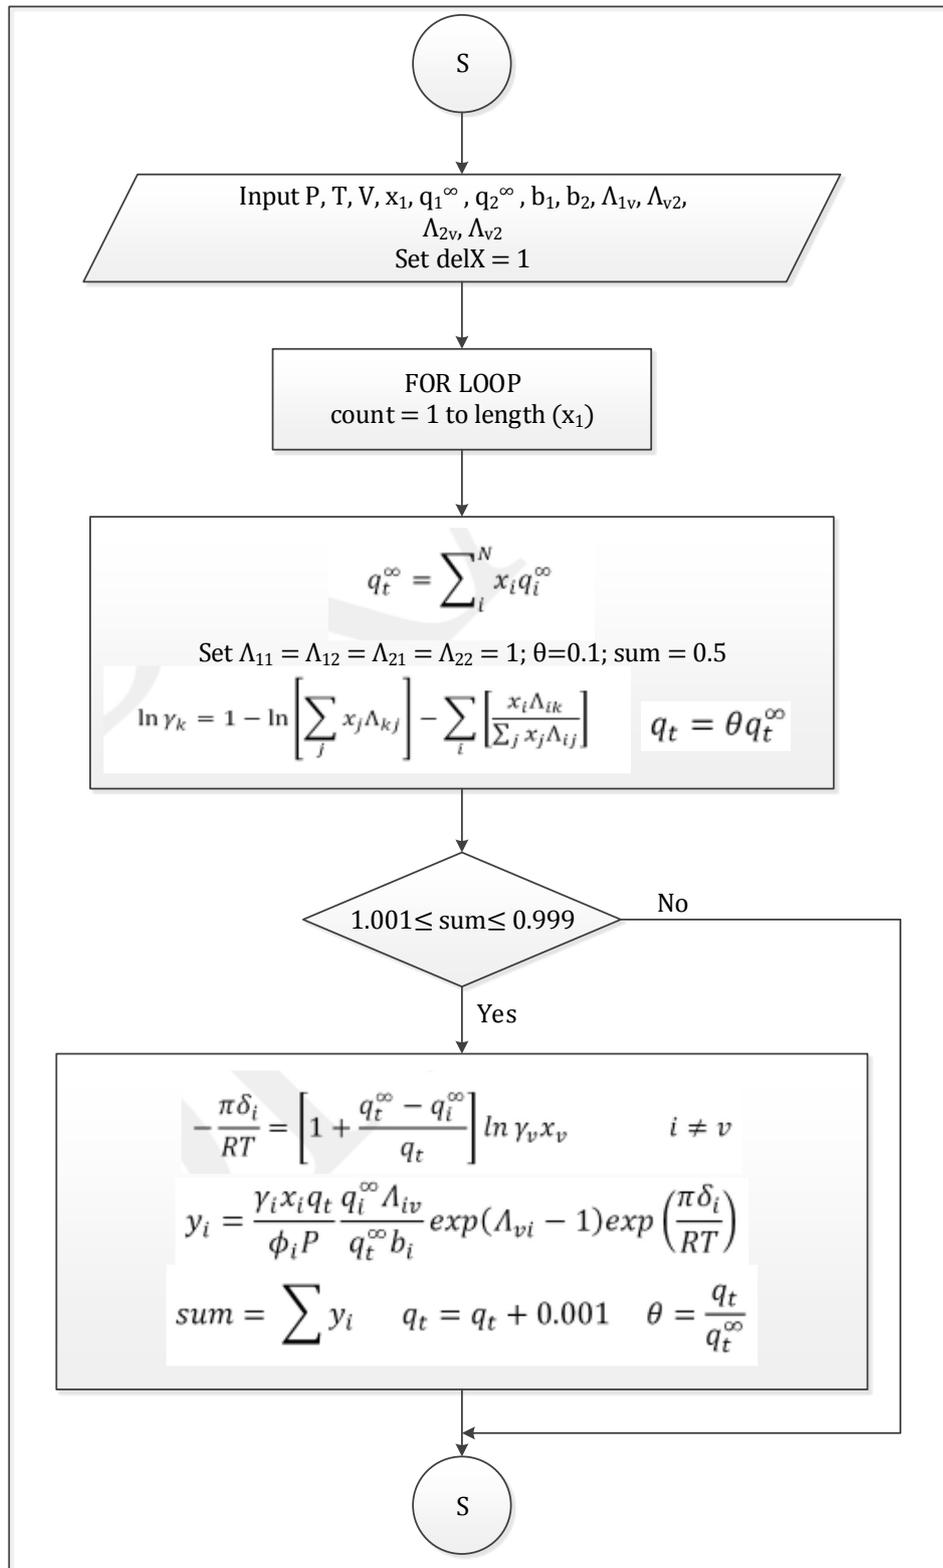 S
Input P, T, V, x₁, q₁^∞ , q₂^∞ , b₁, b₂, Λ₁ᵥ, Λᵥ₂,
Λ₂ᵥ, Λᵥ₂
Set delX = 1
FOR LOOP
count = 1 to length (x₁)
q_t^∞ = ∑_i^N x_i q_i^∞
Set Λ₁₁ = Λ₁₂ = Λ₂₁ = Λ₂₂ = 1; θ=0.1; sum = 0.5
ln γ_k = 1 − ln[∑_j x_j Λ_kj] − ∑_i [x_i Λ_ik / Σ_j x_j Λ_ij] q_t = θq_t^∞
1.001≤ sum≤ 0.999
No
Yes
−πδ_i/RT = [1 + (q_t^∞ − q_i^∞)/q_t] ln γ_v x_v i ≠ v
y_i = (γ_i x_i q_t / ϕ_i P) (q_i^∞ Λ_iv / q_t^∞ b_i) exp(Λ_vi − 1)exp(πδ_i/RT)
sum = ∑ y_i q_t = q_t + 0.001 θ = q_t/q_t^∞
S